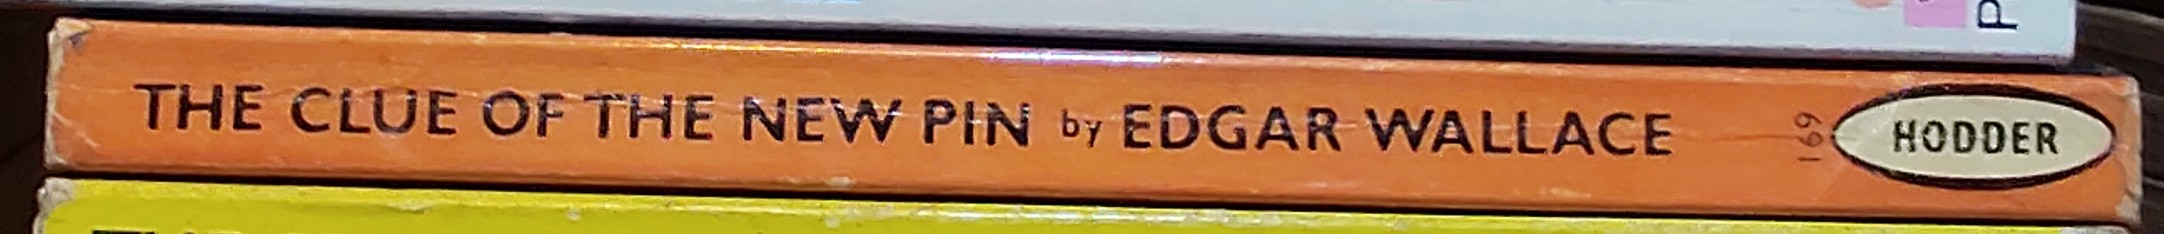 P
THE CLUE OF THE NEW PIN by EDGAR WALLACE
169
HODDER